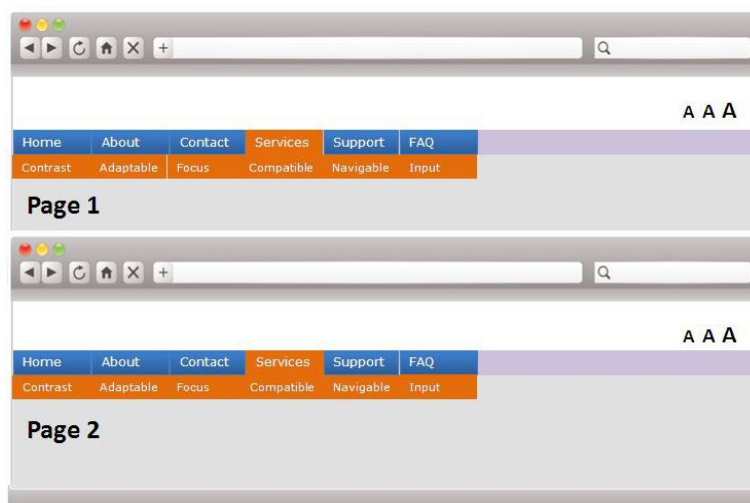 A A A
Home About Contact Services Support FAQ
Contrast Adaptable Focus Compatible Navigable Input
Page 1
A A A
Home About Contact Services Support FAQ
Contrast Adaptable Focus Compatible Navigable Input
Page 2